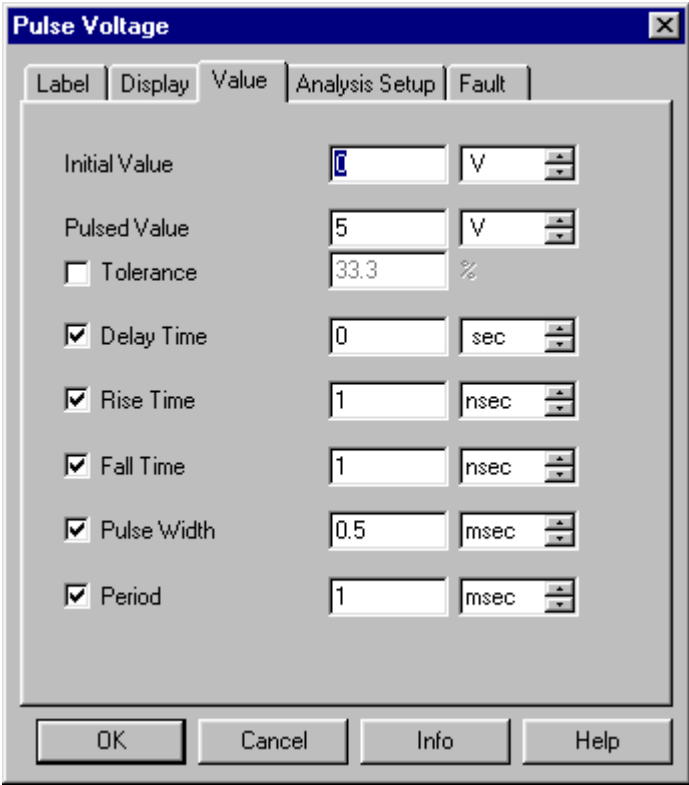 Pulse Voltage
Label Display Value Analysis Setup Fault
Initial Value 0 V
Pulsed Value 5 V
Tolerance 33.3 %
Delay Time 0 sec
Rise Time 1 nsec
Fall Time 1 nsec
Pulse Width 0.5 msec
Period 1 msec
OK Cancel Info Help